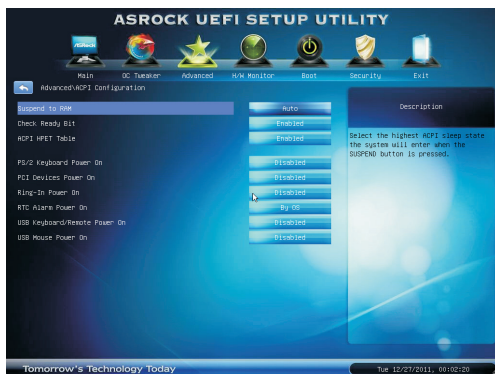 ASROCK UEFI SETUP UTILITY
ASRock
Main OC Tweaker Advanced H/W Monitor Boot Security Exit
Advanced\ACPI Configuration
Description
Suspend to RAM Auto
Check Ready Bit Enabled
ACPI HPET Table Enabled
Select the highest ACPI sleep state
the system will enter when the
SUSPEND button is pressed.
PS/2 Keyboard Power On Disabled
PCI Devices Power On Disabled
Ring-In Power On Disabled
RTC Alarm Power On By OS
USB Keyboard/Remote Power On Disabled
USB Mouse Power On Disabled
Tomorrow's Technology Today
Tue 12/27/2011, 00:02:20